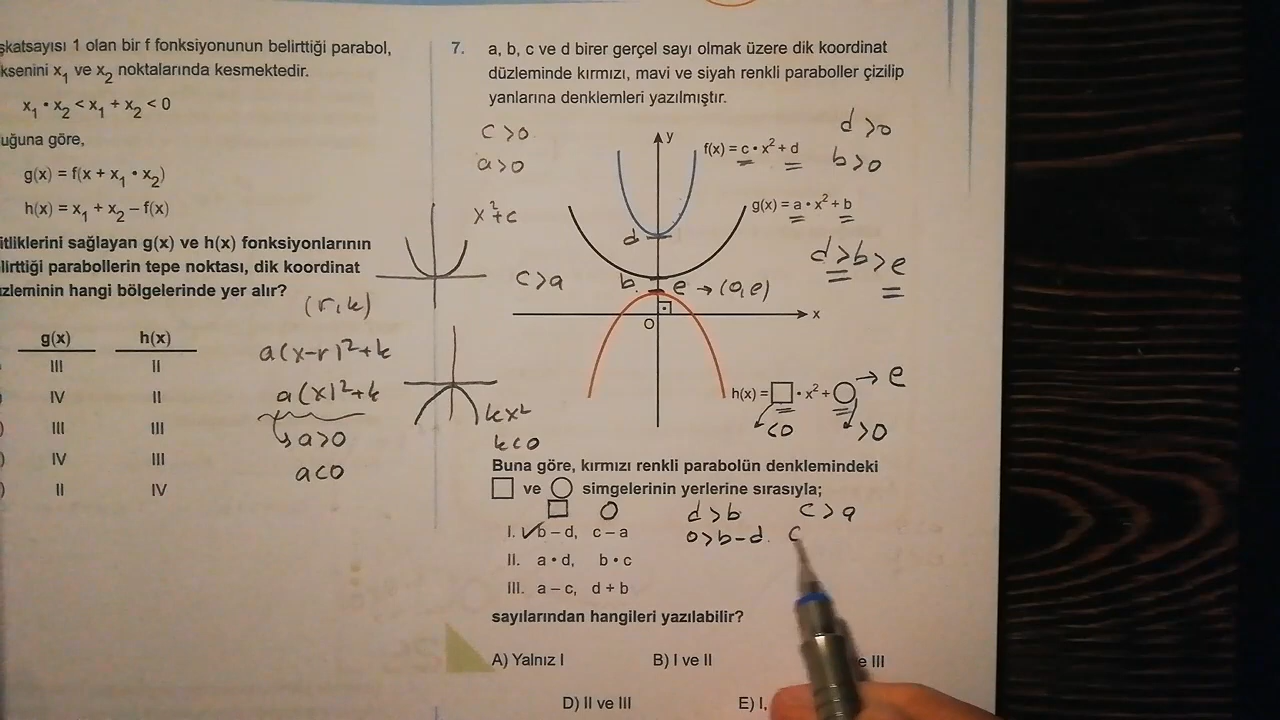 şkatsayısı 1 olan bir f fonksiyonunun belirttiği parabol,
ksenini x₁ ve x₂ noktalarında kesmektedir.
x₁ • x₂ < x₁ + x₂ < 0
uğuna göre,
g(x) = f(x + x₁ • x₂)
h(x) = x₁ + x₂ – f(x)
itliklerini sağlayan g(x) ve h(x) fonksiyonlarının
lirttiği parabollerin tepe noktası, dik koordinat
zleminin hangi bölgelerinde yer alır?
g(x) h(x)
III II
IV II
) III III
) IV III
) II IV
(r,k)
a(x-r)²+k
a(x)²+k
a>0
a<0
7. a, b, c ve d birer gerçel sayı olmak üzere dik koordinat
düzleminde kırmızı, mavi ve siyah renkli paraboller çizilip
yanlarına denklemleri yazılmıştır.
c>0
a>0
x²+c
c>a
kx²
k<0
y
f(x) = c • x² + d
d>0
b>0
g(x) = a • x² + b
d>b>e
d
b
e → (0,e)
O
x
h(x) = □ • x² + ○ → e
<0 >0
Buna göre, kırmızı renkli parabolün denklemindeki
□ ve ○ simgelerinin yerlerine sırasıyla;
□ ○ d>b c>a
I. ✓ b – d, c – a 0>b-d. c
II. a • d, b • c
III. a – c, d + b
sayılarından hangileri yazılabilir?
A) Yalnız I B) I ve II e III
D) II ve III E) I,